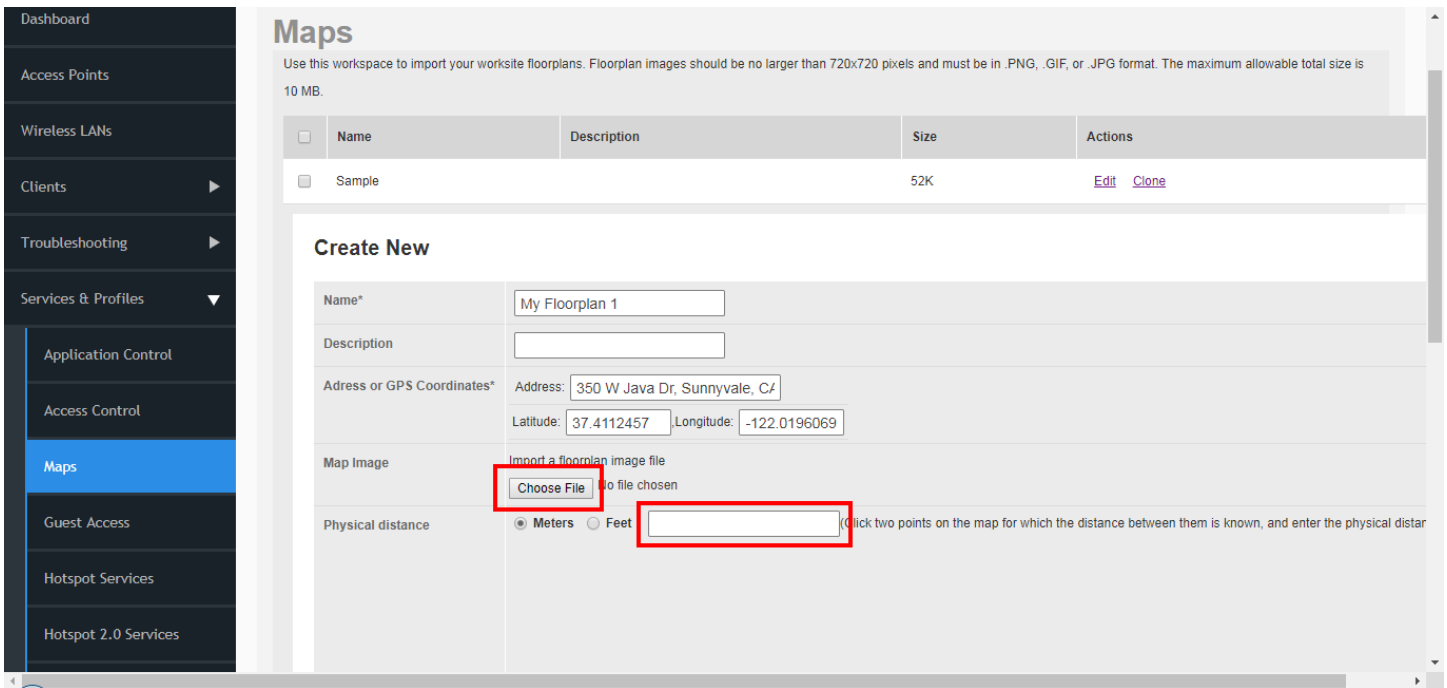 Dashboard
Access Points
Wireless LANs
Clients
Troubleshooting
Services & Profiles
Application Control
Access Control
Maps
Guest Access
Hotspot Services
Hotspot 2.0 Services
Maps
Use this workspace to import your worksite floorplans. Floorplan images should be no larger than 720x720 pixels and must be in .PNG, .GIF, or .JPG format. The maximum allowable total size is
10 MB.
Name Description Size Actions
Sample 52K Edit Clone
Create New
Name* My Floorplan 1
Description
Adress or GPS Coordinates* Address: 350 W Java Dr, Sunnyvale, CA
Latitude: 37.4112457 ,Longitude: -122.0196069
Map Image Import a floorplan image file
Choose File No file chosen
Physical distance Meters Feet (Click two points on the map for which the distance between them is known, and enter the physical distan